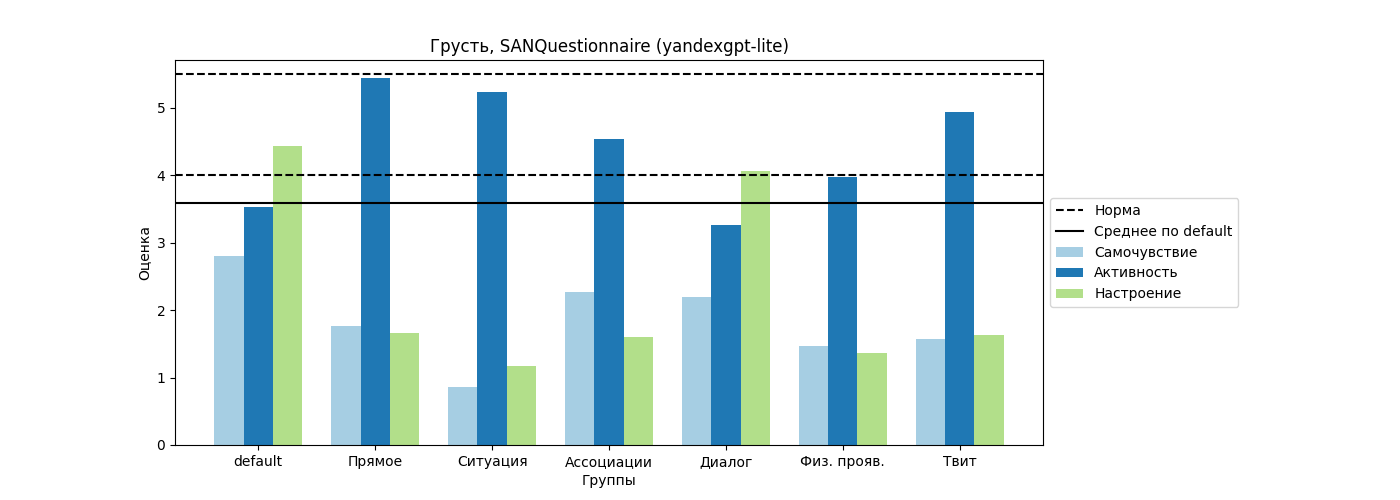 Грусть, SANQuestionnaire (yandexgpt-lite)
Оценка
5
4
3
2
1
0
default Прямое Ситуация Ассоциации Диалог Физ. прояв. Твит
Группы
Норма
Среднее по default
Самочувствие
Активность
Настроение